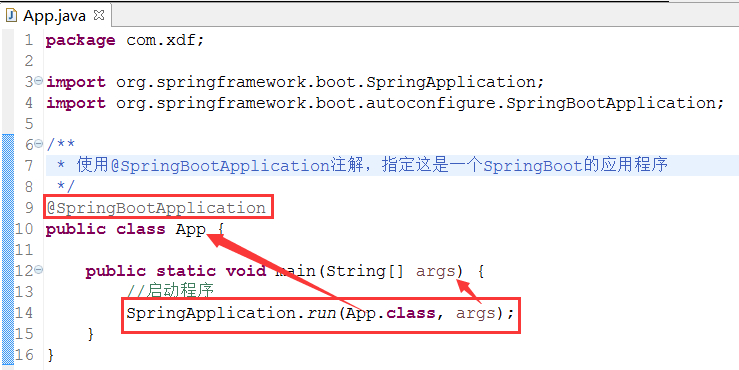 App.java
1 package com.xdf;
2
3 import org.springframework.boot.SpringApplication;
4 import org.springframework.boot.autoconfigure.SpringBootApplication;
5
6 /**
7 * 使用@SpringBootApplication注解，指定这是一个SpringBoot的应用程序
8 */
9 @SpringBootApplication
10 public class App {
11
12 public static void main(String[] args) {
13 //启动程序
14 SpringApplication.run(App.class, args);
15 }
16 }